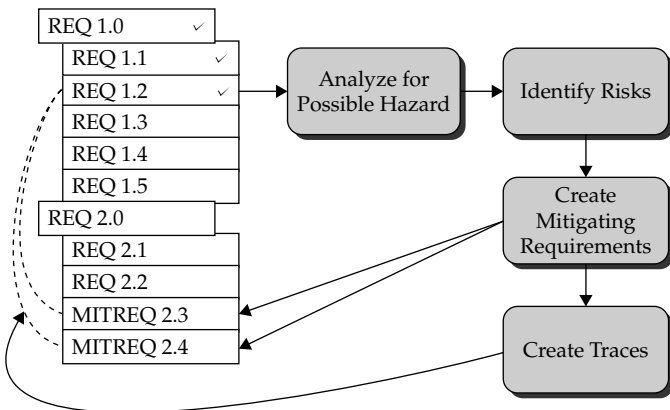 REQ 1.0 ✓
REQ 1.1 ✓
REQ 1.2 ✓
REQ 1.3
REQ 1.4
REQ 1.5
REQ 2.0
REQ 2.1
REQ 2.2
MITREQ 2.3
MITREQ 2.4
Analyze for
Possible Hazard
Identify Risks
Create
Mitigating
Requirements
Create Traces